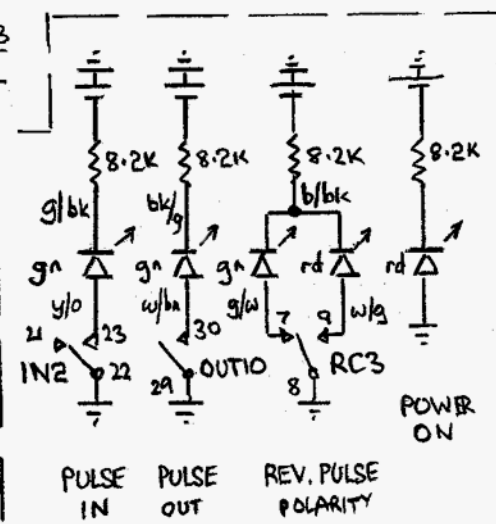 3
8.2K 8.2K 8.2K 8.2K
g/bk bk/g b/bk
gn gn gn rd rd
y/o w/bn g/w w/g
21 23 30 7 9
IN2 22 29 OUT10 8 RC3
POWER
ON
PULSE PULSE REV. PULSE
IN OUT POLARITY